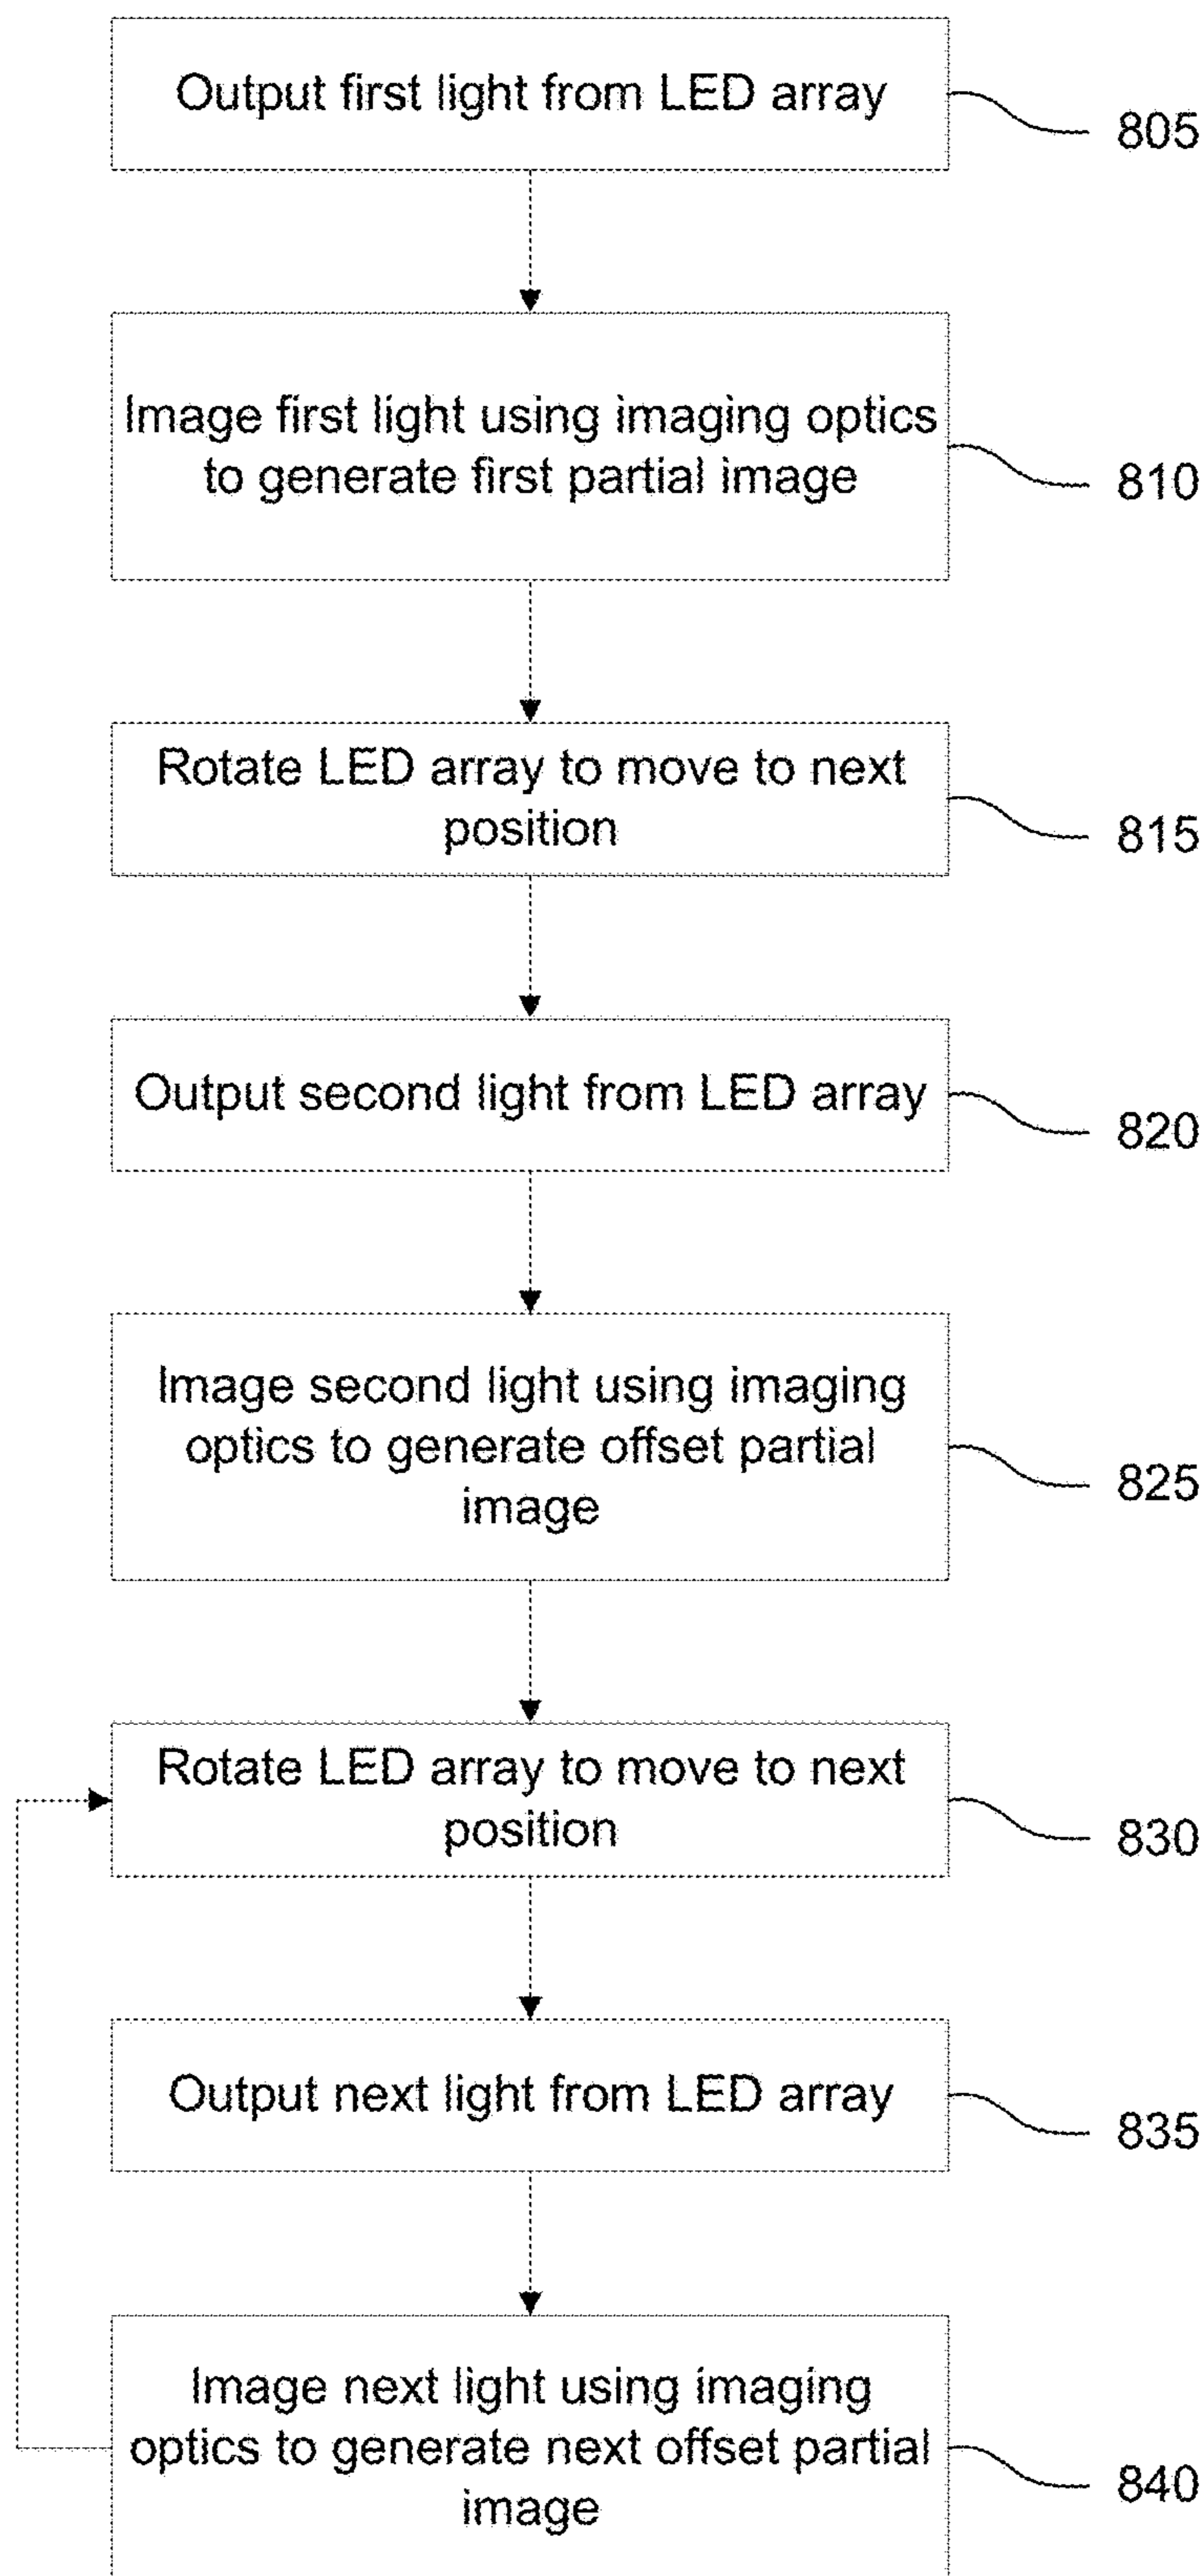 Output first light from LED array
805
Image first light using imaging optics
to generate first partial image
810
Rotate LED array to move to next
position
815
Output second light from LED array
820
Image second light using imaging
optics to generate offset partial
image
825
Rotate LED array to move to next
position
830
Output next light from LED array
835
Image next light using imaging
optics to generate next offset partial
image
840